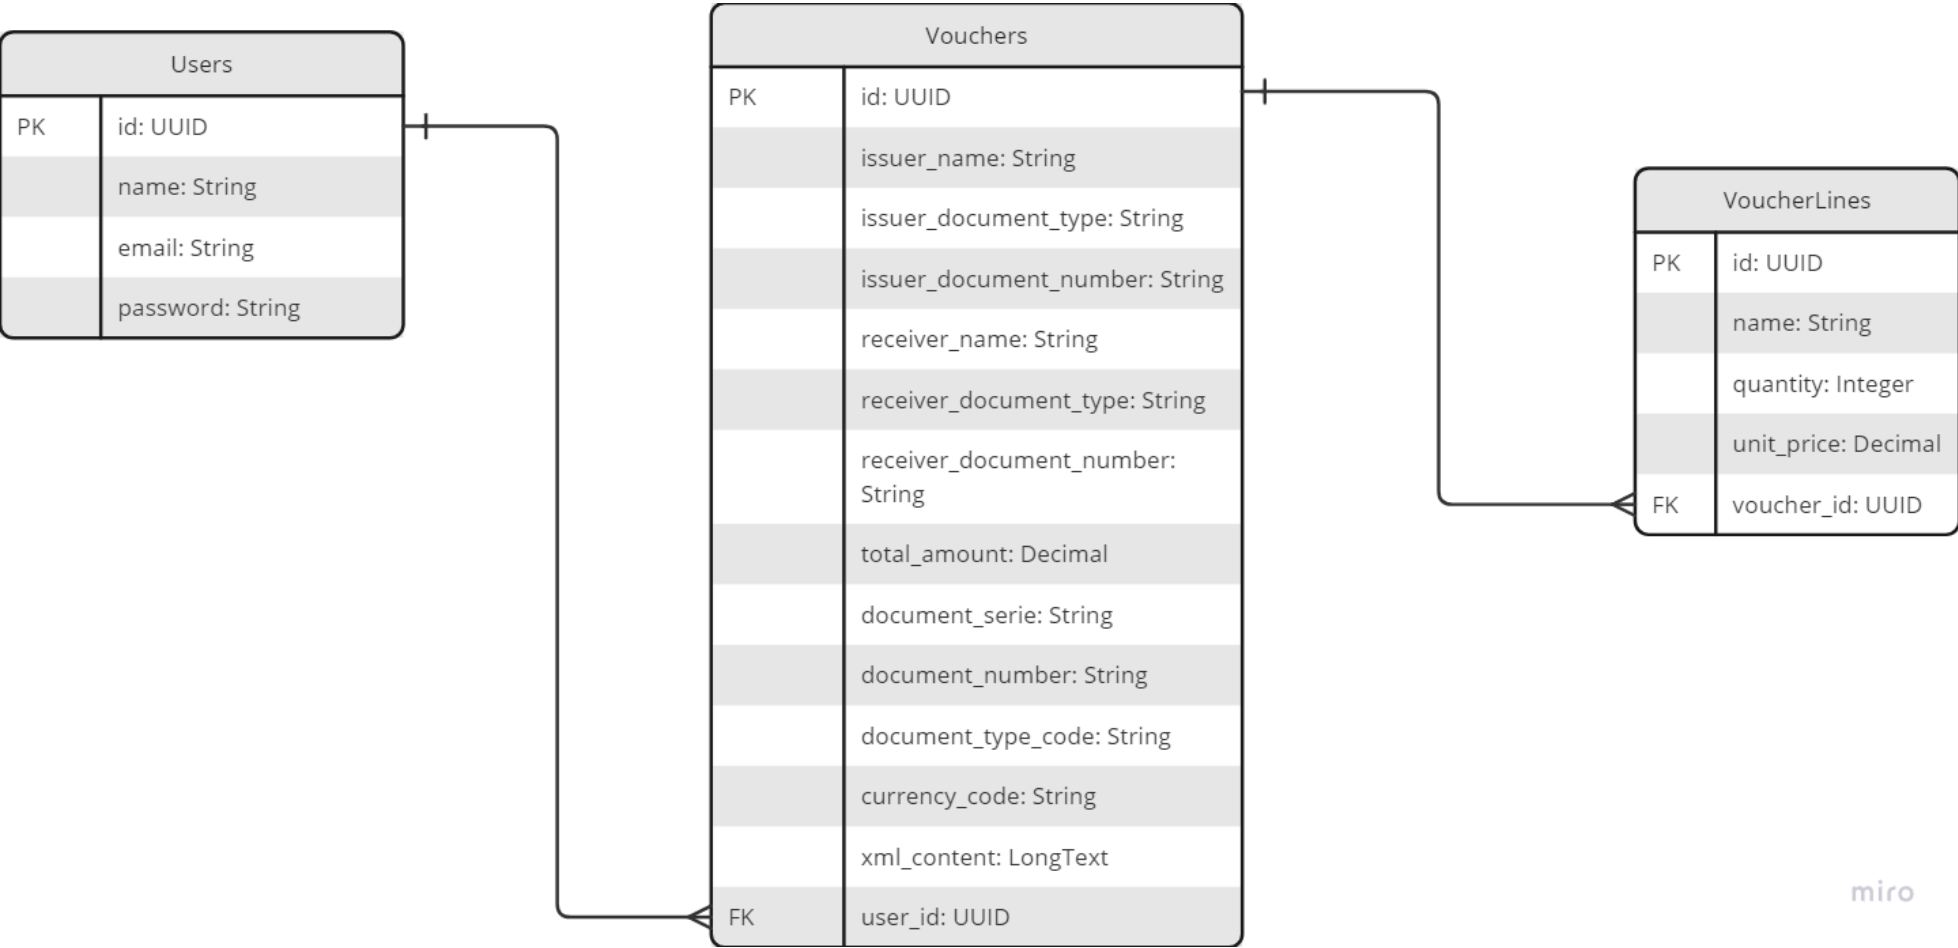 Users
PK id: UUID
name: String
email: String
password: String
Vouchers
PK id: UUID
issuer_name: String
issuer_document_type: String
issuer_document_number: String
receiver_name: String
receiver_document_type: String
receiver_document_number:
String
total_amount: Decimal
document_serie: String
document_number: String
document_type_code: String
currency_code: String
xml_content: LongText
FK user_id: UUID
VoucherLines
PK id: UUID
name: String
quantity: Integer
unit_price: Decimal
FK voucher_id: UUID
miro